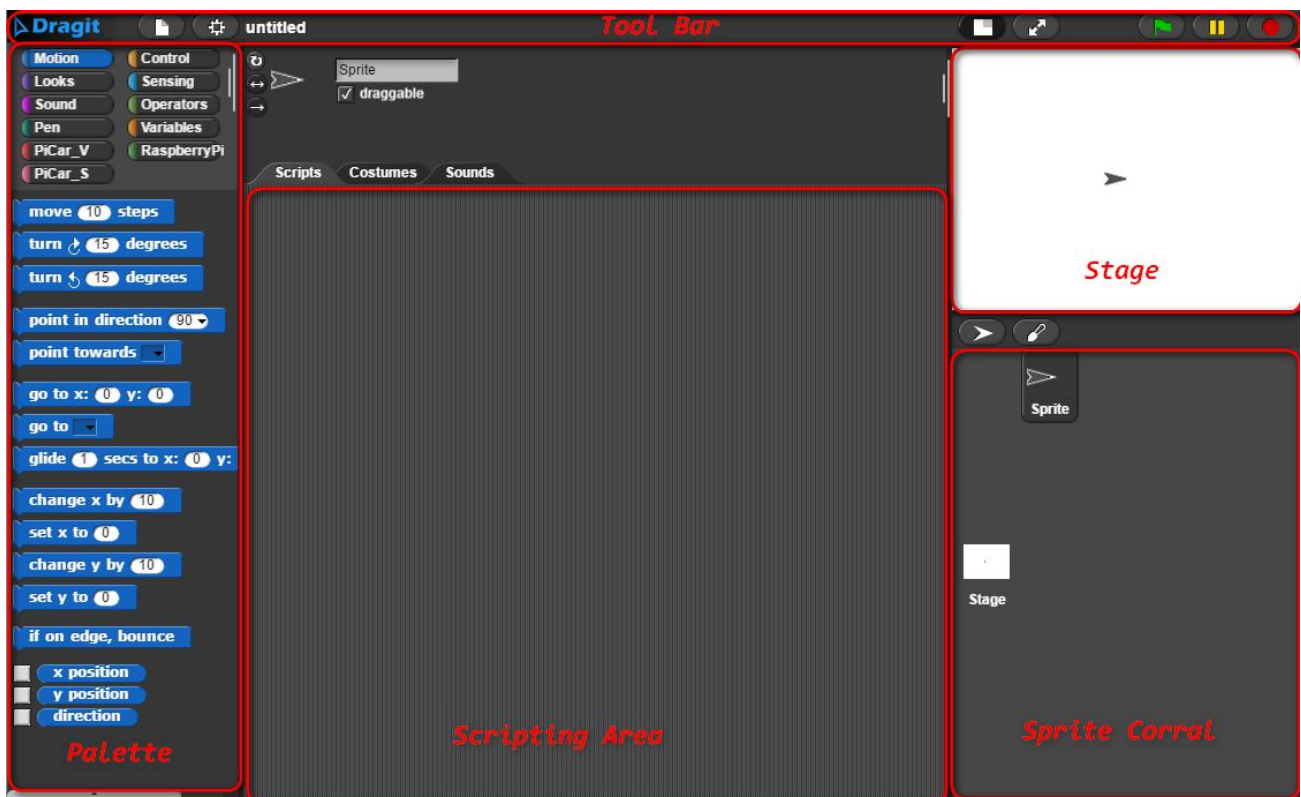 Dragit untitled Tool Bar
Motion Control
Looks Sensing
Sound Operators
Pen Variables
PiCar_V RaspberryPi
PiCar_S
Sprite
draggable
Scripts Costumes Sounds
move 10 steps
turn 15 degrees
turn 15 degrees
point in direction 90
point towards
go to x: 0 y: 0
go to
glide 1 secs to x: 0 y:
change x by 10
set x to 0
change y by 10
set y to 0
if on edge, bounce
x position
y position
direction
Palette
Scripting Area
Stage
Sprite
Stage
Sprite Corral